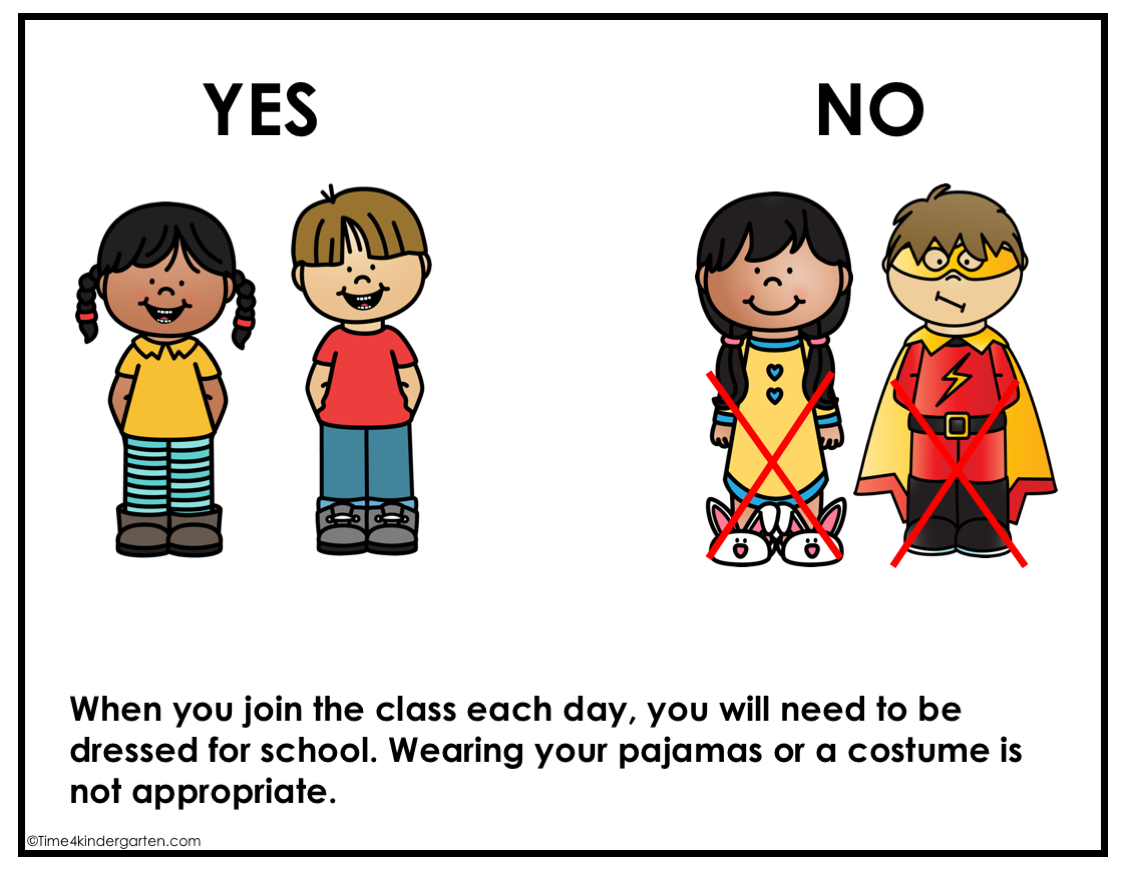 YES
NO
When you join the class each day, you will need to be
dressed for school. Wearing your pajamas or a costume is
not appropriate.
©Time4kindergarten.com